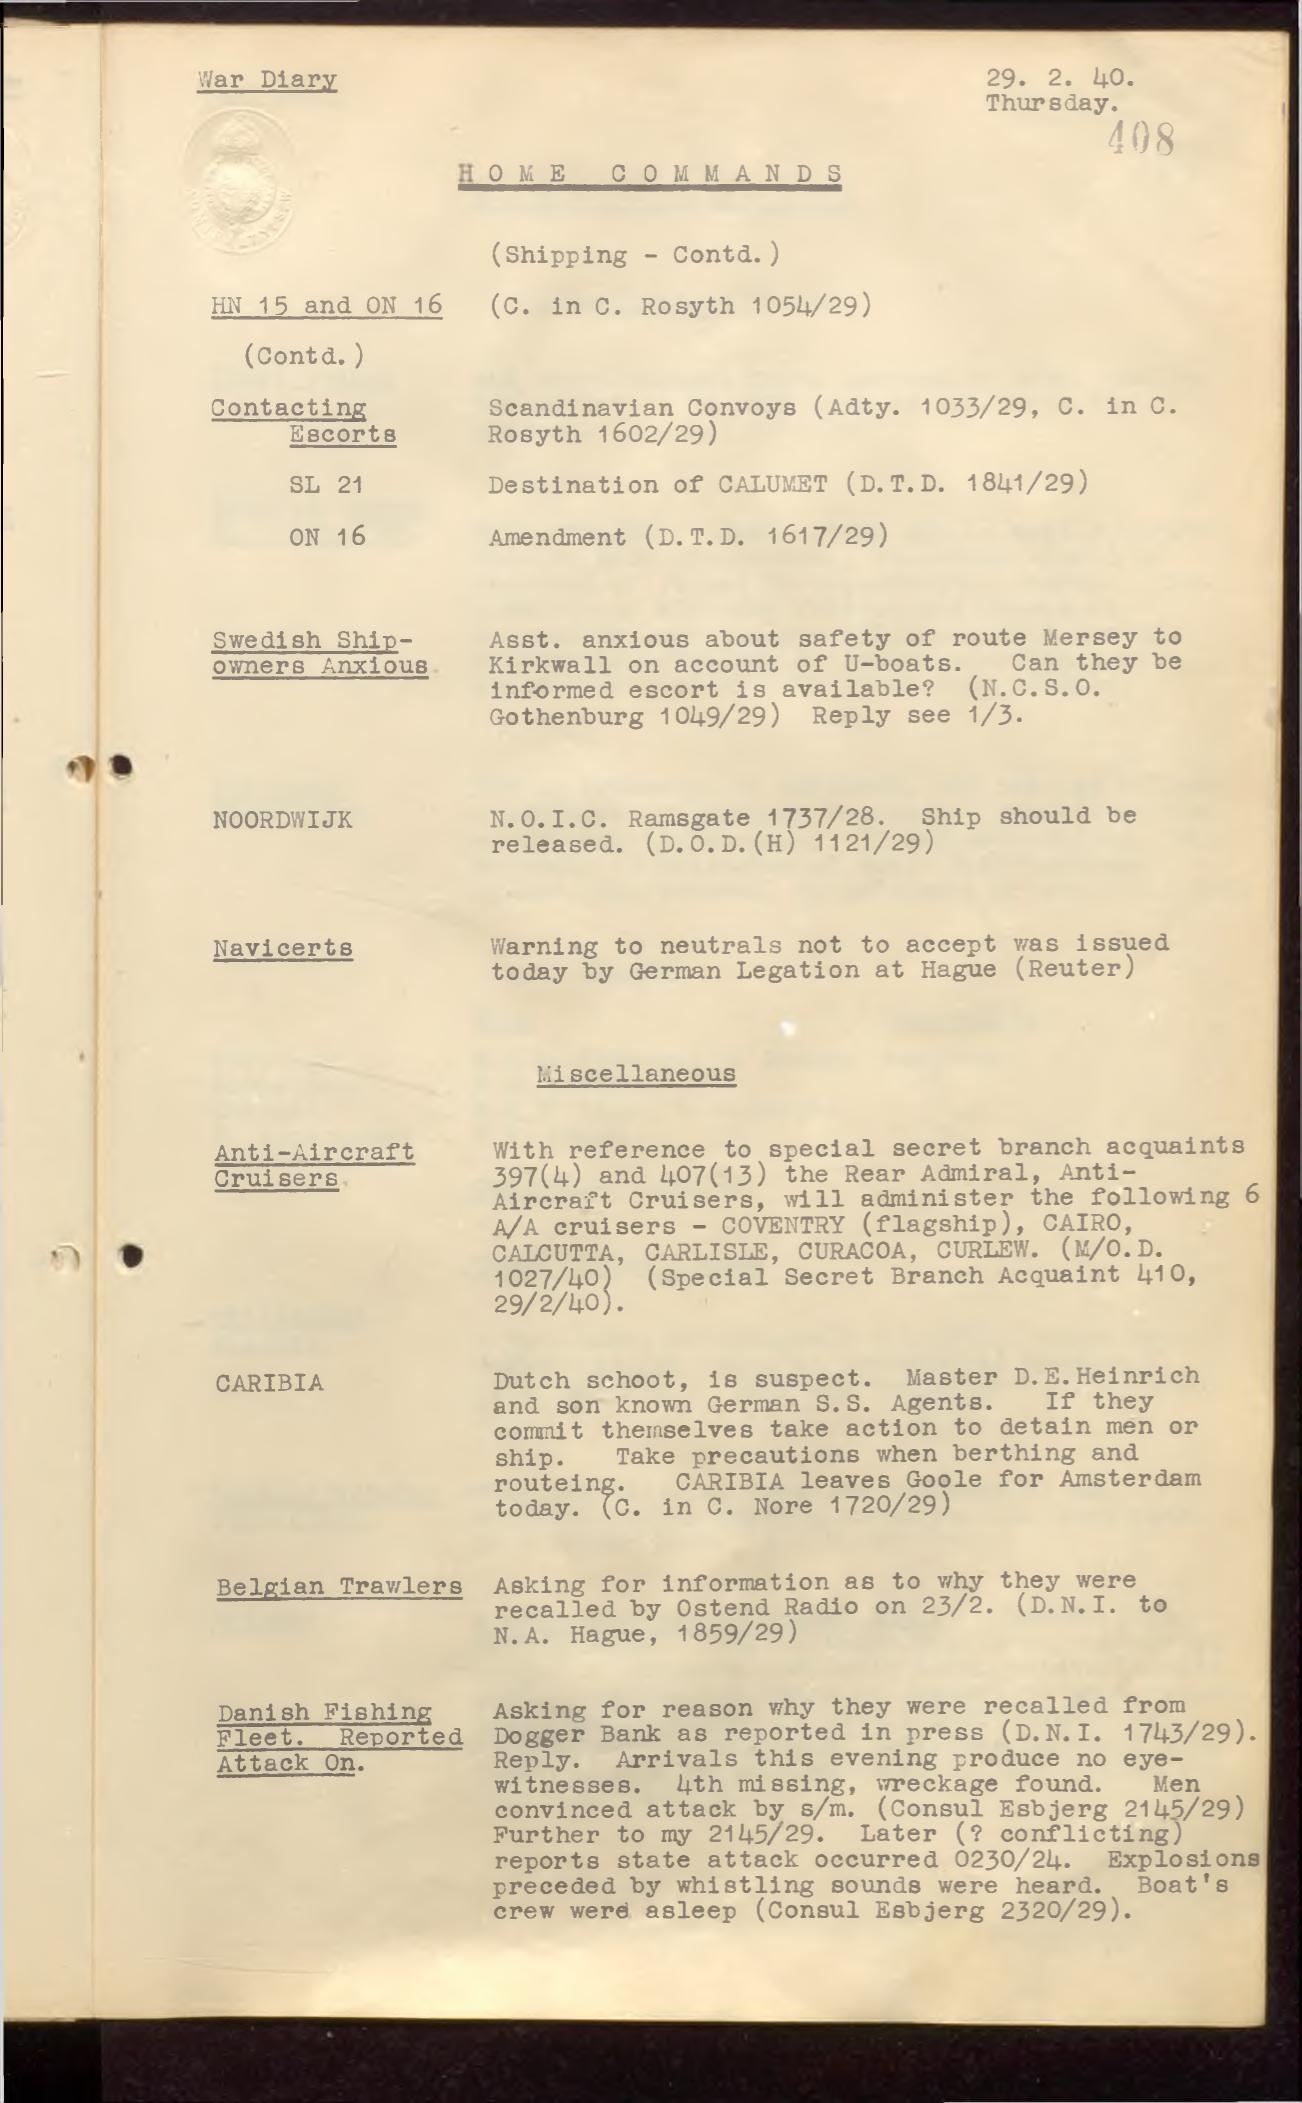 War Diary
29. 2. 40.
Thursday.
408
HOME COMMANDS
(Shipping - Contd.)
HN 15 and ON 16 (C. in C. Rosyth 1054/29)
(Contd.)
Contacting Scandinavian Convoys (Adty. 1033/29, C. in C.
Escorts Rosyth 1602/29)
SL 21 Destination of CALUMET (D.T.D. 1841/29)
ON 16 Amendment (D.T.D. 1617/29)
Swedish Ship- Asst. anxious about safety of route Mersey to
owners Anxious. Kirkwall on account of U-boats. Can they be
informed escort is available? (N.C.S.O.
Gothenburg 1049/29) Reply see 1/3.
NOORDWIJK N.O.I.C. Ramsgate 1737/28. Ship should be
released. (D.O.D.(H) 1121/29)
Navicerts Warning to neutrals not to accept was issued
today by German Legation at Hague (Reuter)
Miscellaneous
Anti-Aircraft With reference to special secret branch acquaints
Cruisers. 397(4) and 407(13) the Rear Admiral, Anti-
Aircraft Cruisers, will administer the following 6
A/A cruisers - COVENTRY (flagship), CAIRO,
CALCUTTA, CARLISLE, CURACOA, CURLEW. (M/O.D.
1027/40) (Special Secret Branch Acquaint 410,
29/2/40).
CARIBIA Dutch schoot, is suspect. Master D.E.Heinrich
and son known German S.S. Agents. If they
commit themselves take action to detain men or
ship. Take precautions when berthing and
routeing. CARIBIA leaves Goole for Amsterdam
today. (C. in C. Nore 1720/29)
Belgian Trawlers Asking for information as to why they were
recalled by Ostend Radio on 23/2. (D.N.I. to
N.A. Hague, 1859/29)
Danish Fishing Asking for reason why they were recalled from
Fleet. Reported Dogger Bank as reported in press (D.N.I. 1743/29).
Attack On. Reply. Arrivals this evening produce no eye-
witnesses. 4th missing, wreckage found. Men
convinced attack by s/m. (Consul Esbjerg 2145/29)
Further to my 2145/29. Later (? conflicting)
reports state attack occurred 0230/24. Explosions
preceded by whistling sounds were heard. Boat's
crew were asleep (Consul Esbjerg 2320/29).